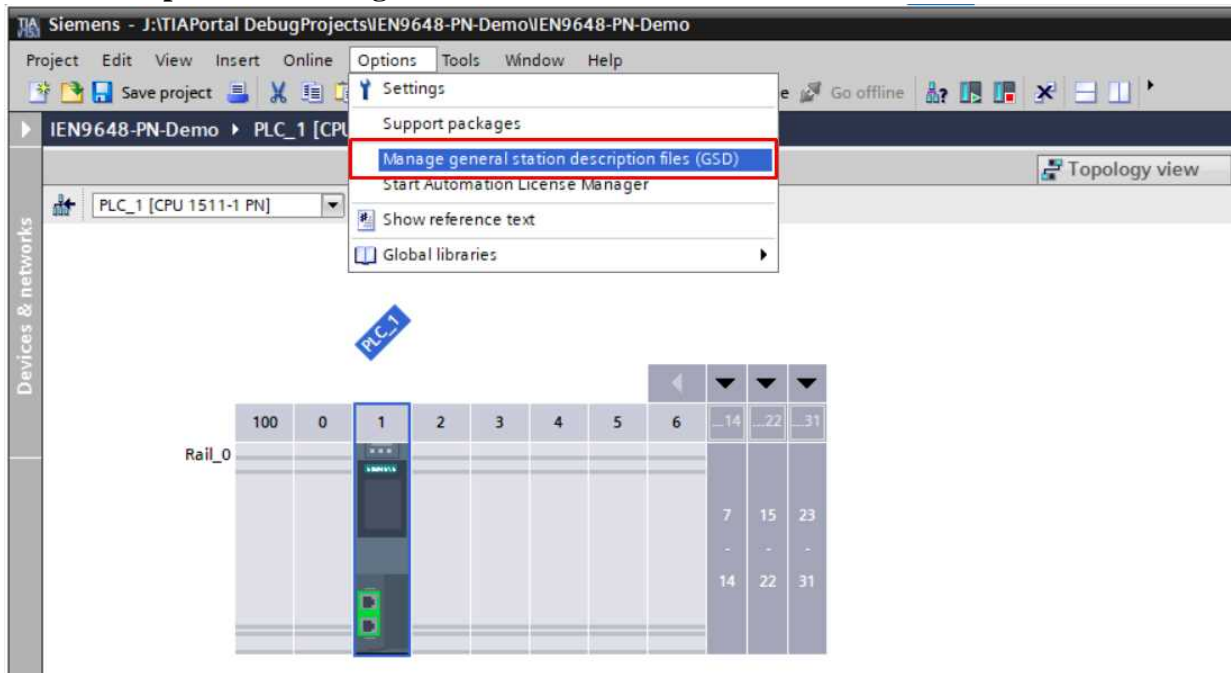 Siemens - J:\TIAPortal DebugProjects\IEN9648-PN-Demo\IEN9648-PN-Demo
Project Edit View Insert Online Options Tools Window Help
Save project
Settings
e Go offline
Support packages
IEN9648-PN-Demo PLC_1 [CPU
Manage general station description files (GSD)
Topology view
Start Automation License Manager
PLC_1 [CPU 1511-1 PN]
Show reference text
Global libraries
Devices & networks
PLC_1
100 0 1 2 3 4 5 6 ...14 ...22 ...31
Rail_0
SIEMENS
7 15 23
- - -
14 22 31